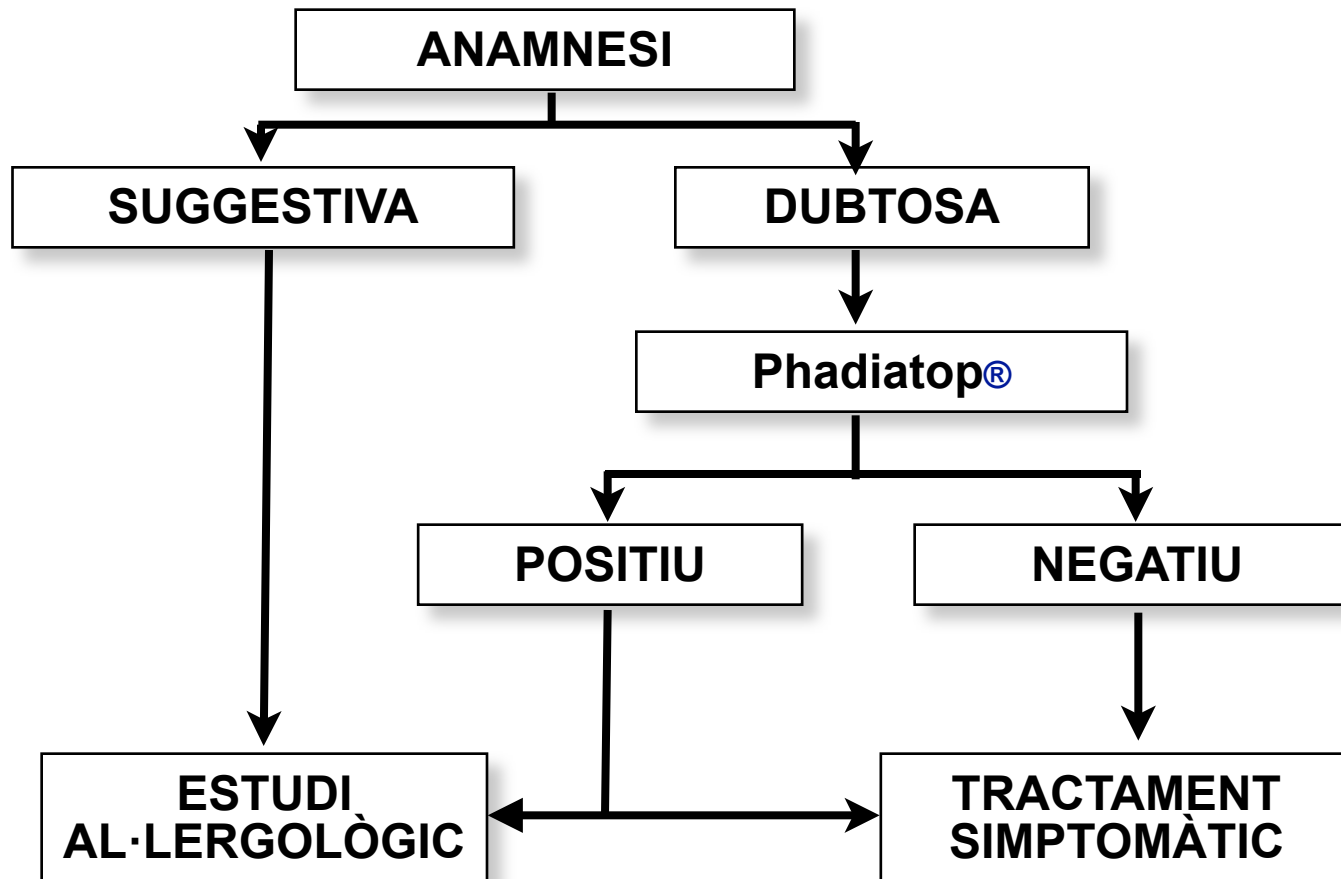 ANAMNESI
SUGGESTIVA
DUBTOSA
Phadiatop®
POSITIU
NEGATIU
ESTUDI
AL·LERGOLÒGIC
TRACTAMENT
SIMPTOMÀTIC